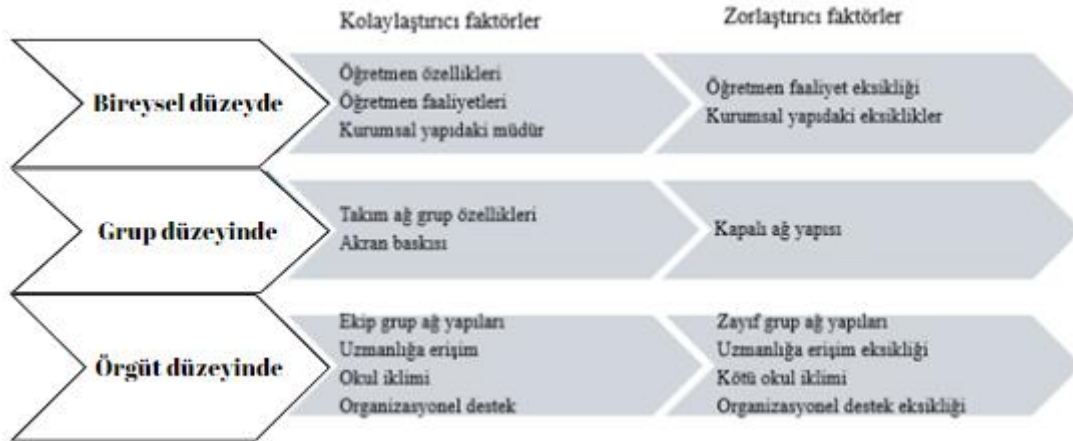 Kolaylaştırıcı faktörler
Zorlaştırıcı faktörler
Bireysel düzeyde
Öğretmen özellikleri
Öğretmen faaliyetleri
Kurumsal yapıdaki müdür
Öğretmen faaliyet eksikliği
Kurumsal yapıdaki eksiklikler
Grup düzeyinde
Takım ağ grup özellikleri
Akran baskısı
Kapalı ağ yapısı
Örgüt düzeyinde
Ekip grup ağ yapıları
Uzmanlığa erişim
Okul iklimi
Organizasyonel destek
Zayıf grup ağ yapıları
Uzmanlığa erişim eksikliği
Kötü okul iklimi
Organizasyonel destek eksikliği